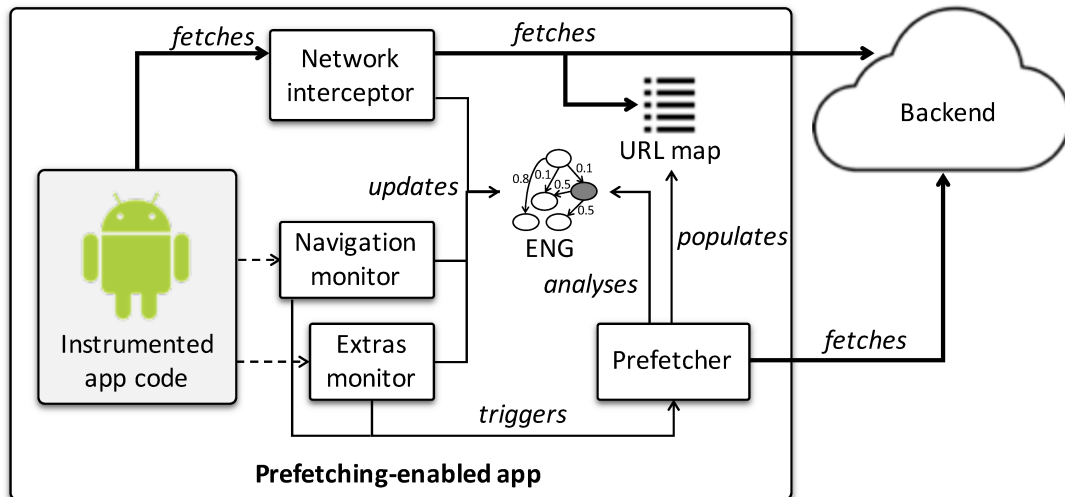 fetches
fetches
Network
interceptor
Backend
URL map
updates
0.8
0.1
0.1
0.5
0.5
ENG
Navigation
monitor
populates
analyses
Instrumented
app code
Extras
monitor
Prefetcher
fetches
triggers
Prefetching-enabled app